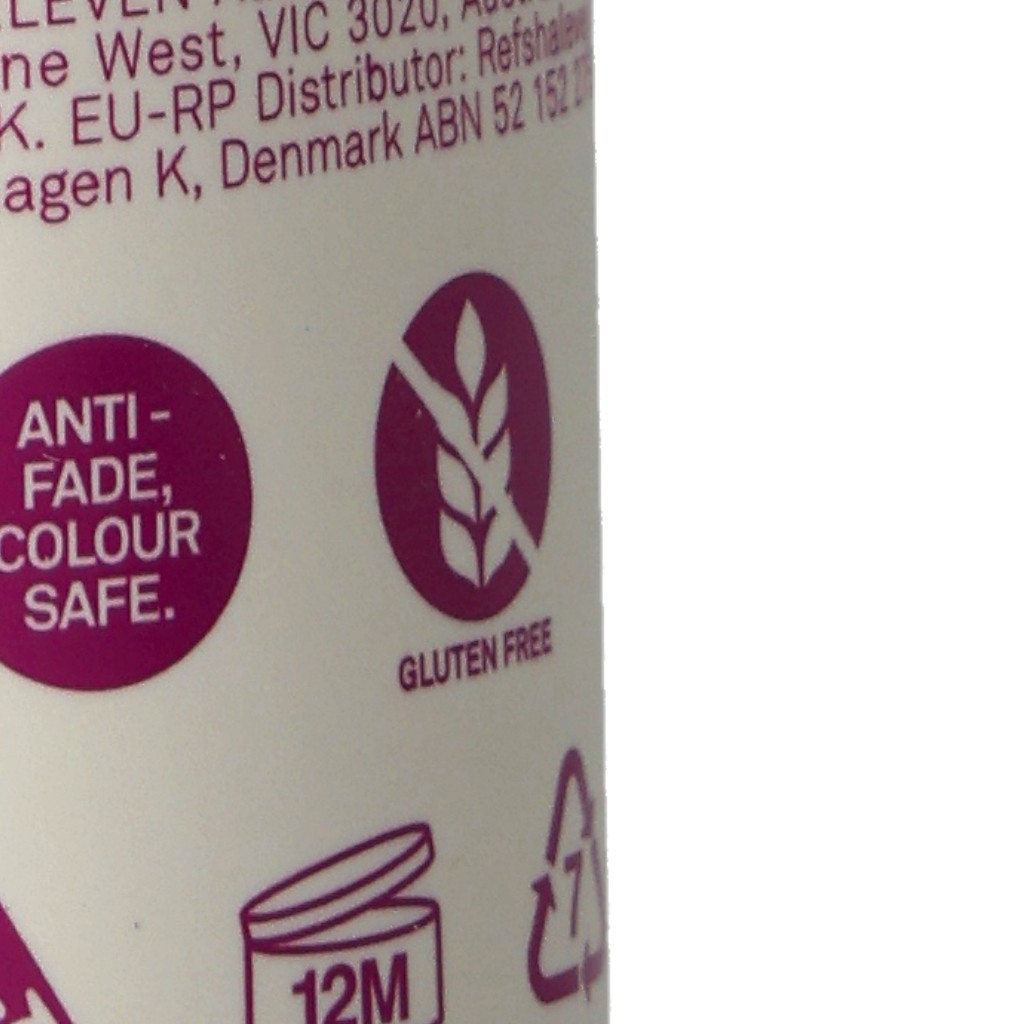 ELEVEN
ne West, VIC 3020,
K. EU-RP Distributor:
agen K, Denmark ABN 52 152
ANTI -
FADE,
COLOUR
SAFE.
GLUTEN FREE
7
12M